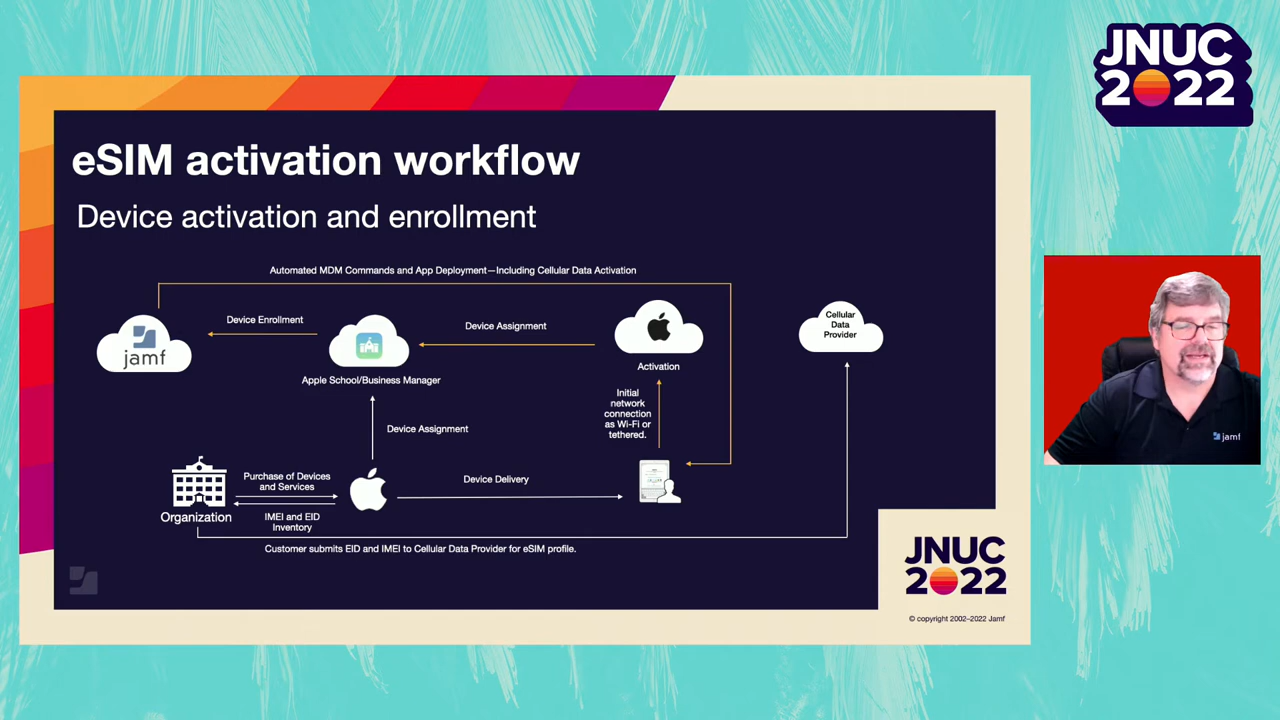 JNUC
2022
eSIM activation workflow
Device activation and enrollment
Automated MDM Commands and App Deployment—Including Cellular Data Activation
Device Enrollment
Device Assignment
Cellular
Data
Provider
jamf
Activation
Apple School/Business Manager
Initial
network
connection
as Wi-Fi or
tethered.
Device Assignment
Purchase of Devices
and Services
Device Delivery
Organization
IMEI and EID
Inventory
Customer submits EID and IMEI to Cellular Data Provider for eSIM profile.
jamf
JNUC
2022
© copyright 2002–2022 Jamf